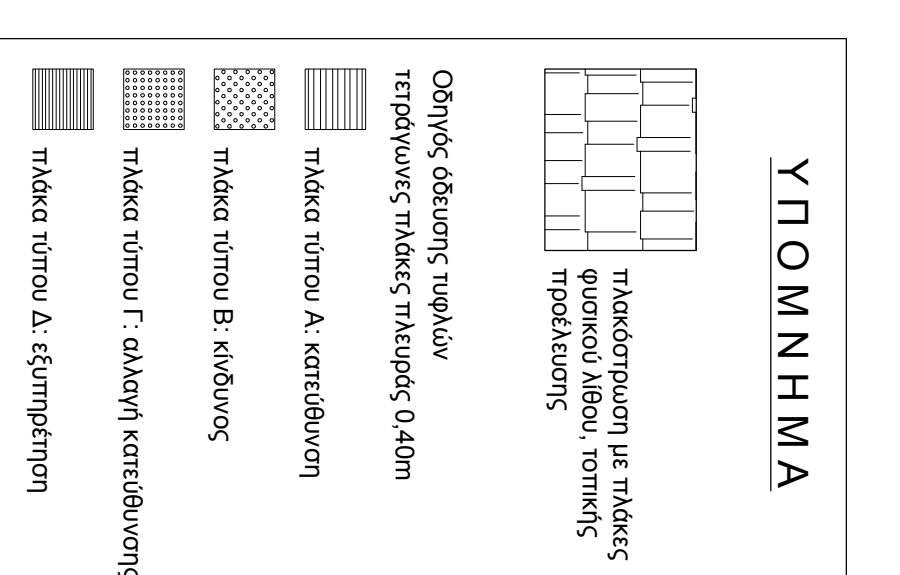 ΥΠΟΜΝΗΜΑ
πλακόστρωση με πλάκες
φυσικού λίθου, τοπικής
προέλευσης
Οδηγός όδευσης τυφλών
τετράγωνες πλάκες πλευράς 0,40m
πλάκα τύπου Α: κατεύθυνση
πλάκα τύπου Β: κίνδυνος
πλάκα τύπου Γ: αλλαγή κατεύθυνσης
πλάκα τύπου Δ: εξυπηρέτηση